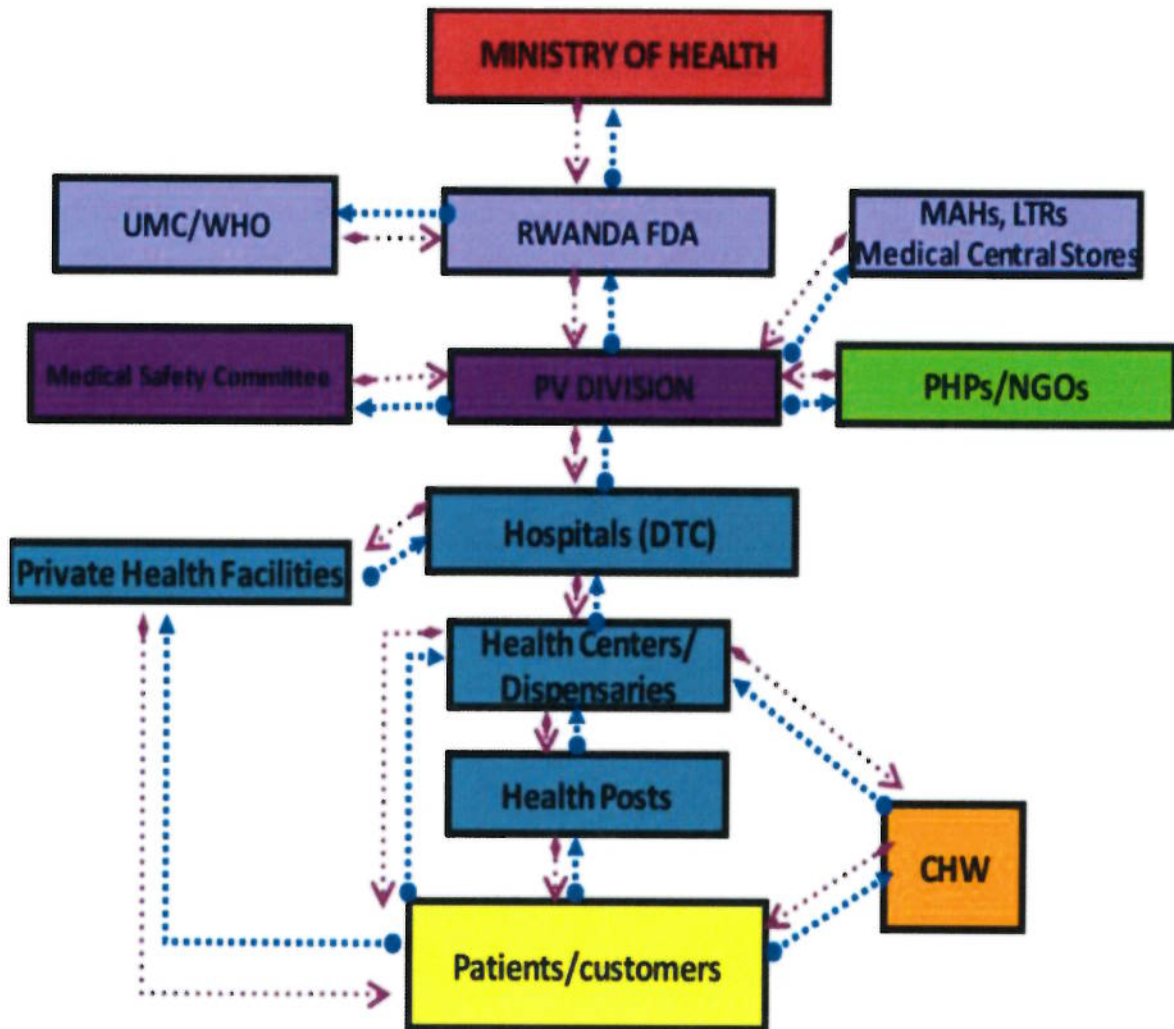 MINISTRY OF HEALTH
UMC/WHO
RWANDA FDA
MAHs, LTRs
Medical Central Stores
Medical Safety Committee
PV DIVISION
PHPs/NGOs
Hospitals (DTC)
Private Health Facilities
Health Centers/
Dispensaries
Health Posts
CHW
Patients/customers